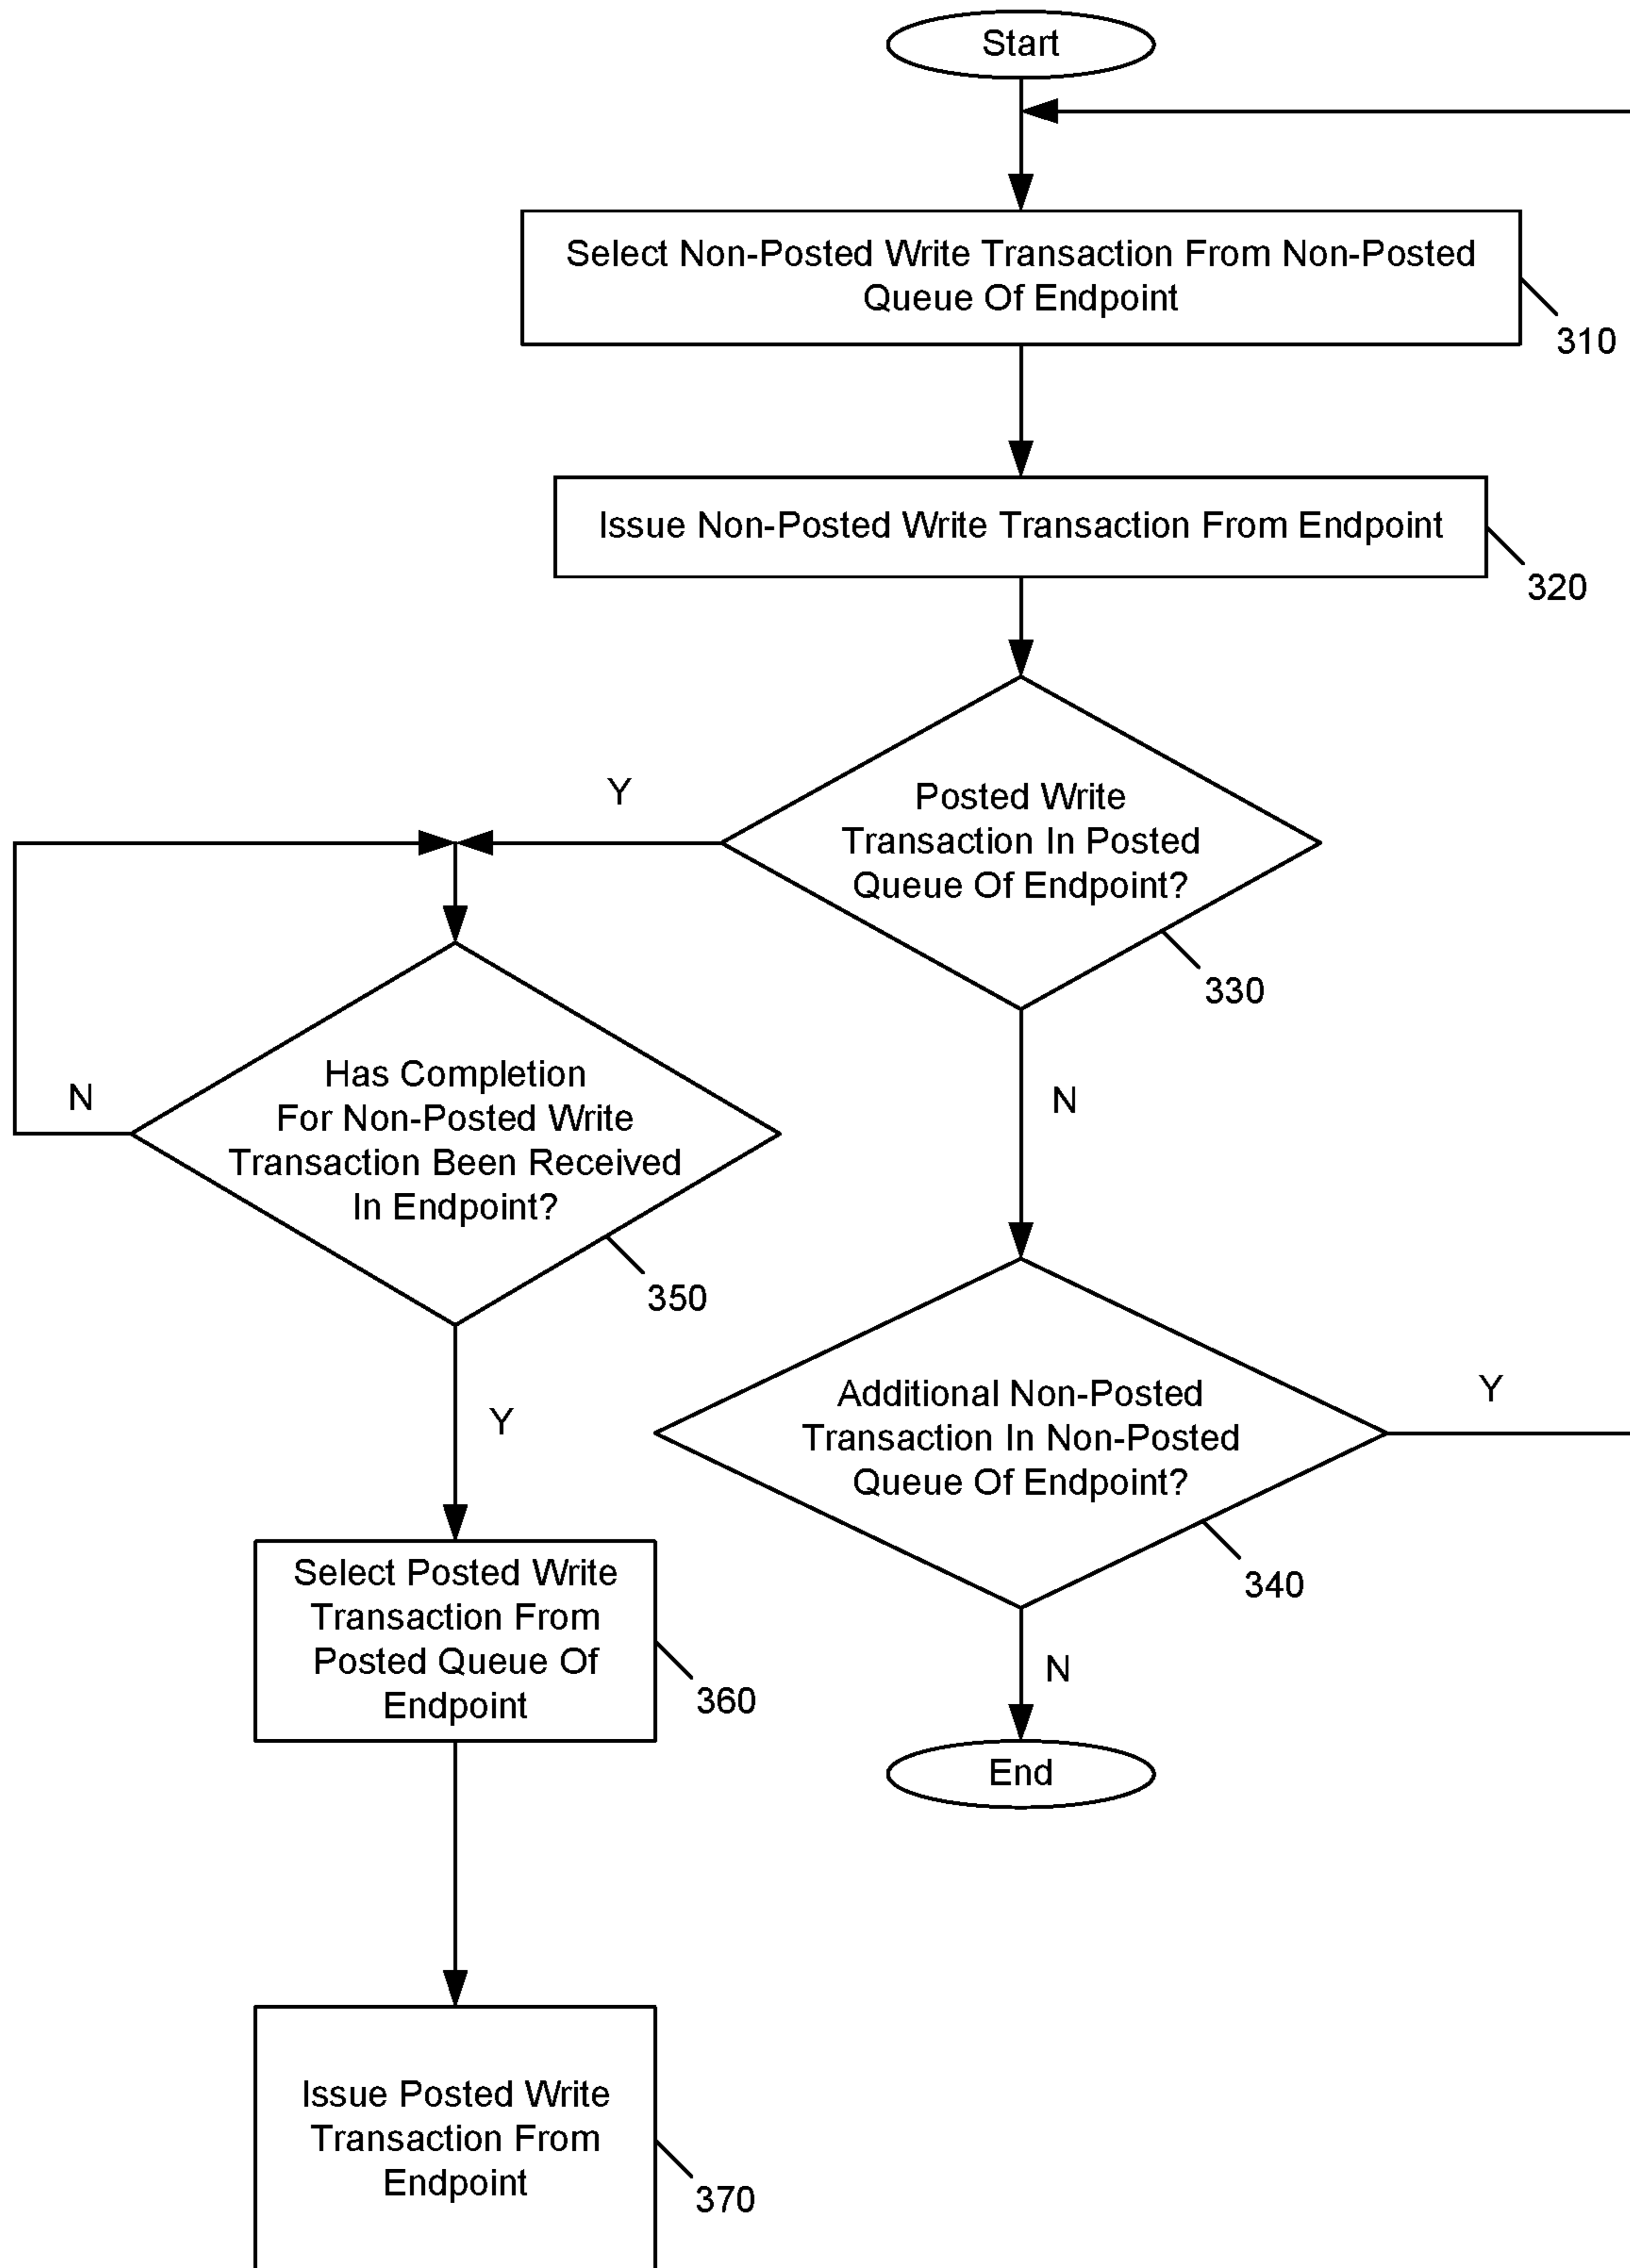 Start
Select Non-Posted Write Transaction From Non-Posted
Queue Of Endpoint
310
Issue Non-Posted Write Transaction From Endpoint
320
Y
Posted Write
Transaction In Posted
Queue Of Endpoint?
330
N
Has Completion
For Non-Posted Write
Transaction Been Received
In Endpoint?
N
350
Y
Additional Non-Posted
Transaction In Non-Posted
Queue Of Endpoint?
Y
340
N
Select Posted Write
Transaction From
Posted Queue Of
Endpoint
360
End
Issue Posted Write
Transaction From
Endpoint
370